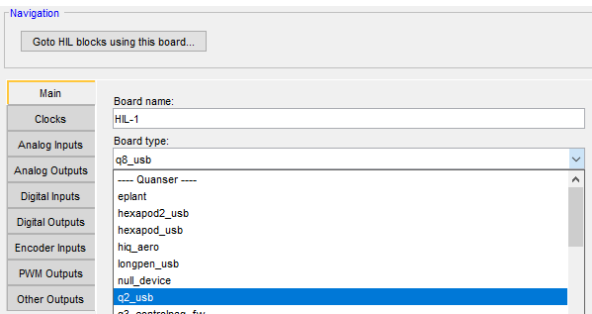 Navigation
Goto HIL blocks using this board...
Main
Clocks
Analog Inputs
Analog Outputs
Digital Inputs
Digital Outputs
Encoder Inputs
PWM Outputs
Other Outputs
Board name:
HIL-1
Board type:
q8_usb
---- Quanser ----
eplant
hexapod2_usb
hexapod_usb
hiq_aero
longpen_usb
null_device
q2_usb